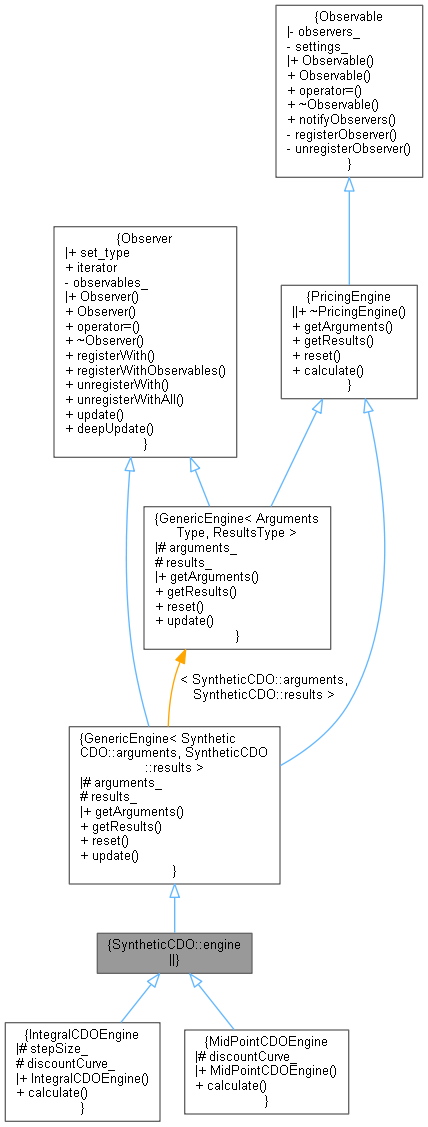 {Observable
|- observers_
- settings_
|+ Observable()
+ Observable()
+ operator=()
+ ~Observable()
+ notifyObservers()
- registerObserver()
- unregisterObserver()
}
{Observer
|+ set_type
+ iterator
- observables_
|+ Observer()
+ Observer()
+ operator=()
+ ~Observer()
+ registerWith()
+ registerWithObservables()
+ unregisterWith()
+ unregisterWithAll()
+ update()
+ deepUpdate()
}
{PricingEngine
||+ ~PricingEngine()
+ getArguments()
+ getResults()
+ reset()
+ calculate()
}
{GenericEngine< Arguments
Type, ResultsType >
|# arguments_
# results_
|+ getArguments()
+ getResults()
+ reset()
+ update()
}
< SyntheticCDO::arguments,
SyntheticCDO::results >
{GenericEngine< Synthetic
CDO::arguments, SyntheticCDO
::results >
|# arguments_
# results_
|+ getArguments()
+ getResults()
+ reset()
+ update()
}
{SyntheticCDO::engine
||}
{IntegralCDOEngine
|# stepSize_
# discountCurve_
|+ IntegralCDOEngine()
+ calculate()
}
{MidPointCDOEngine
|# discountCurve_
|+ MidPointCDOEngine()
+ calculate()
}